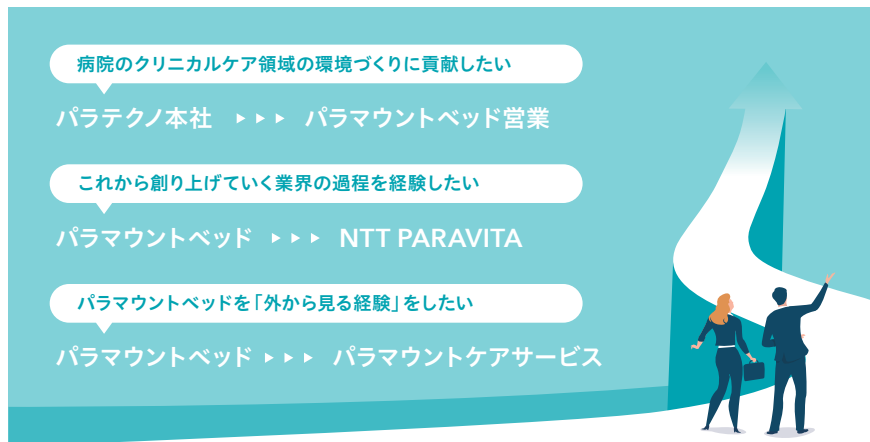 病院のクリニカルケア領域の環境づくりに貢献したい
パラテクノ本社 ▶▶▶ パラマウントベッド営業
これから創り上げていく業界の過程を経験したい
パラマウントベッド ▶▶▶ NTT PARAVITA
パラマウントベッドを「外から見る経験」をしたい
パラマウントベッド ▶▶▶ パラマウントケアサービス